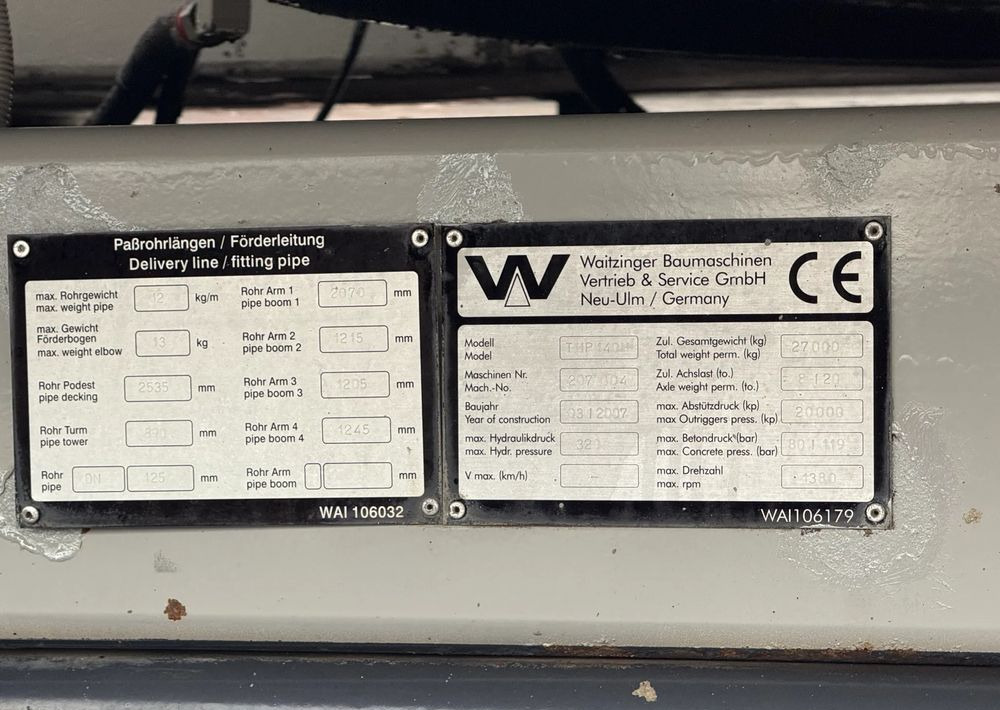 Paßrohrlängen / Förderleitung
Delivery line / fitting pipe
max. Rohrgewicht
max. weight pipe
12 kg/m
Rohr Arm 1
pipe boom 1
mm
max. Gewicht
Förderbogen
max. weight elbow
13 kg
Rohr Arm 2
pipe boom 2
1215 mm
Rohr Podest
pipe decking
2535 mm
Rohr Arm 3
pipe boom 3
1205 mm
Rohr Turm
pipe tower
mm
Rohr Arm 4
pipe boom 4
1245 mm
Rohr
pipe
DN 125 mm
Rohr Arm
pipe boom
mm
WAI 106032
W
Waitzinger Baumaschinen
Vertrieb & Service GmbH
Neu-Ulm / Germany
CE
Modell
Model
Zul. Gesamtgewicht (kg)
Total weight perm. (kg)
27000
Maschinen Nr.
Mach.-No.
207 004
Zul. Achslast (to.)
Axle weight perm. (to.)
Baujahr
Year of construction
03 | 2007
max. Abstützdruck (kp)
max Outriggers press. (kp)
20000
max. Hydraulikdruck
max. Hydr. pressure
max. Betondruck (bar)
max. Concrete press. (bar)
V max. (km/h)
max. Drehzahl
max. rpm
1380
WAI106179